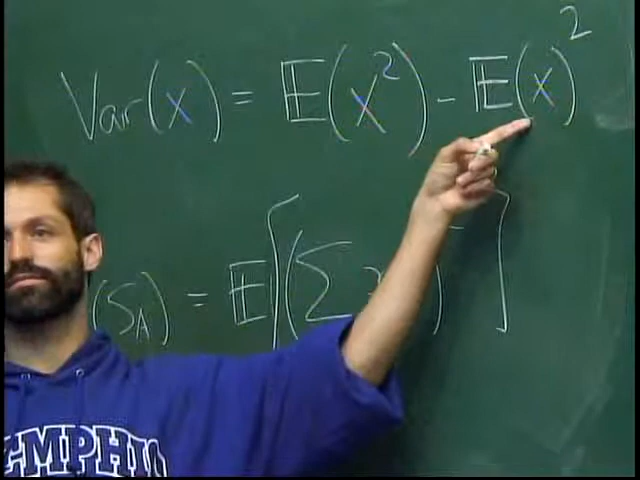 Var(x) = 𝔼(x²) - 𝔼(x)²
(S_A) = 𝔼[(Σ
EMPHI